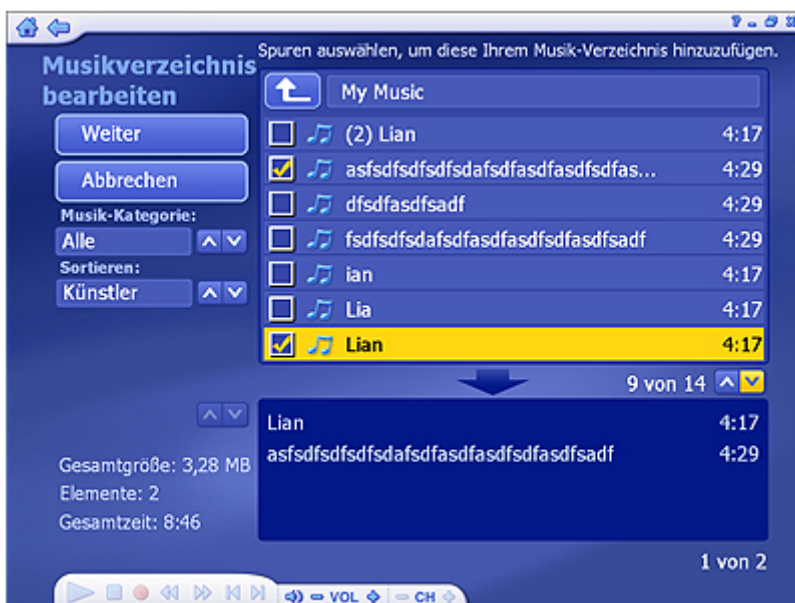 Spuren auswählen, um diese Ihrem Musik-Verzeichnis hinzuzufügen.
Musikverzeichnis
bearbeiten
Weiter
Abbrechen
Musik-Kategorie:
Alle
Sortieren:
Künstler
My Music
(2) Lian 4:17
asfsdfsdfsdfsdafsdfasdfasdfsdfas... 4:29
dfsdfasdfsadf 4:29
fsdfsdfsdafsdfasdfasdfsdfasdfsadf 4:29
ian 4:17
Lia 4:17
Lian 4:17
9 von 14
Lian 4:17
asfsdfsdfsdfsdafsdfasdfasdfsdfasdfsadf 4:29
Gesamtgröße: 3,28 MB
Elemente: 2
Gesamtzeit: 8:46
1 von 2
VOL CH